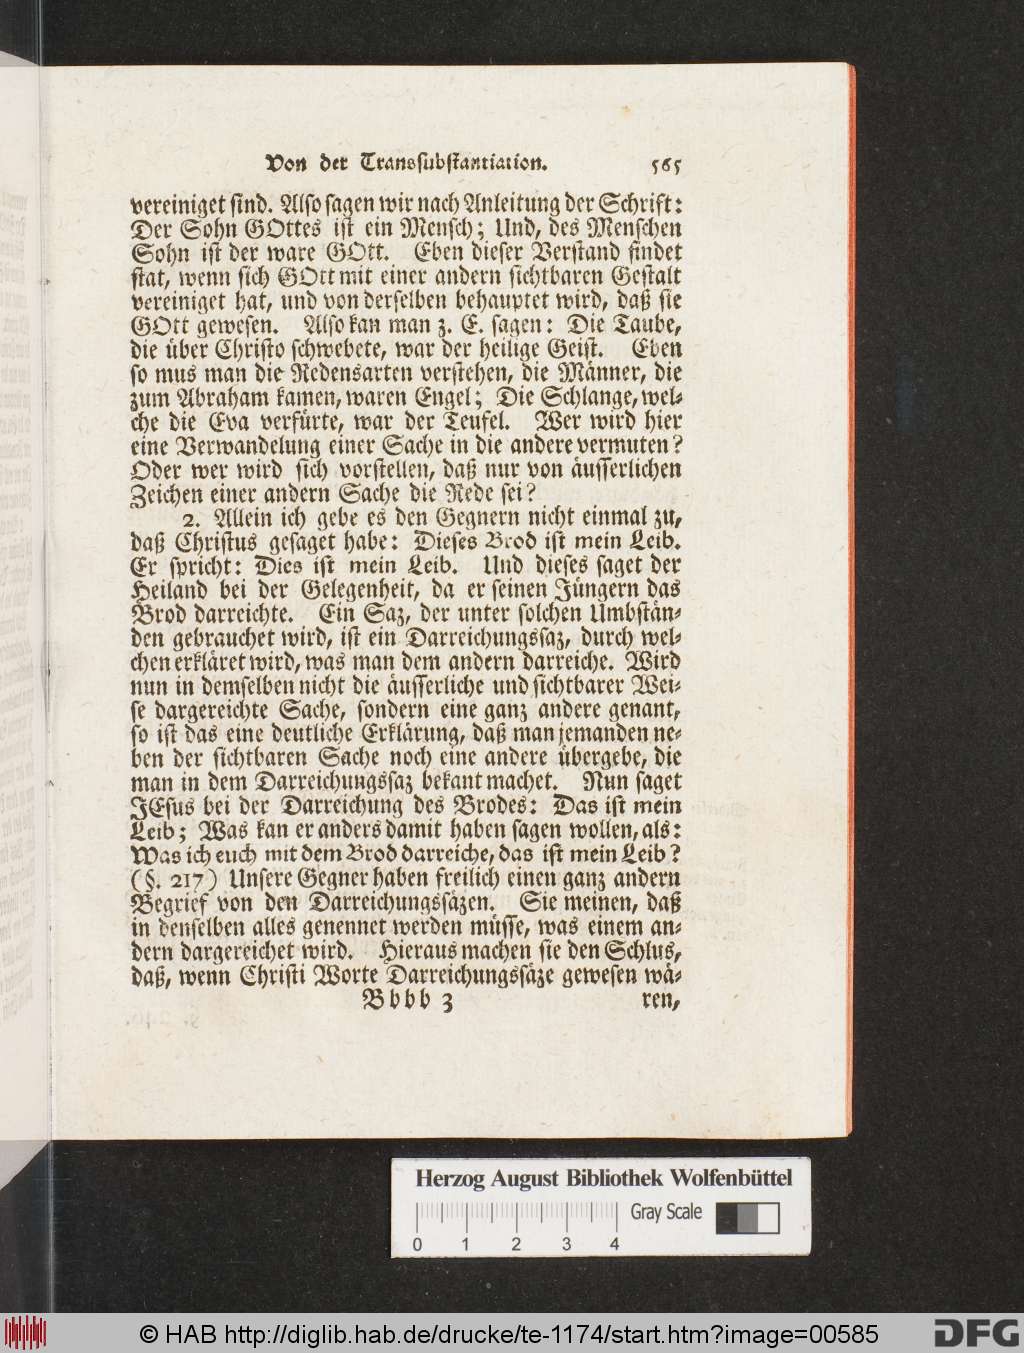 Von der Transsubstantiation. 565
vereiniget sind. Also sagen wir nach Anleitung der Schrift:
Der Sohn GOttes ist ein Mensch; Und, des Menschen
Sohn ist der ware GOtt. Eben dieser Verstand findet
stat, wenn sich GOtt mit einer andern sichtbaren Gestalt
vereiniget hat, und von derselben behauptet wird, daß sie
GOtt gewesen. Also kan man z. E. sagen: Die Taube,
die über Christo schwebete, war der heilige Geist. Eben
so mus man die Redensarten verstehen, die Männer, die
zum Abraham kamen, waren Engel; Die Schlange, wel-
che die Eva verfürte, war der Teufel. Wer wird hier
eine Verwandelung einer Sache in die andere vermuten?
Oder wer wird sich vorstellen, daß nur von äusserlichen
Zeichen einer andern Sache die Rede sei?
2. Allein ich gebe es den Gegnern nicht einmal zu,
daß Christus gesaget habe: Dieses Brod ist mein Leib.
Er spricht: Dies ist mein Leib. Und dieses saget der
Heiland bei der Gelegenheit, da er seinen Jüngern das
Brod darreichte. Ein Saz, der unter solchen Umbstän-
den gebrauchet wird, ist ein Darreichungssaz, durch wel-
chen erkläret wird, was man dem andern darreiche. Wird
nun in demselben nicht die äusserliche und sichtbarer Wei-
se dargereichte Sache, sondern eine ganz andere genant,
so ist das eine deutliche Erklärung, daß man jemanden ne-
ben der sichtbaren Sache noch eine andere übergebe, die
man in dem Darreichungssaz bekant machet. Nun saget
JEsus bei der Darreichung des Brodes: Das ist mein
Leib; Was kan er anders damit haben sagen wollen, als:
Was ich euch mit dem Brod darreiche, das ist mein Leib?
(§. 217) Unsere Gegner haben freilich einen ganz andern
Begrief von den Darreichungssäzen. Sie meinen, daß
in denselben alles genennet werden müsse, was einem an-
dern dargereichet wird. Hieraus machen sie den Schlus,
daß, wenn Christi Worte Darreichungssäze gewesen wä-
Bbbb 3 ren,
Herzog August Bibliothek Wolfenbüttel
Gray Scale
0 1 2 3 4
© HAB http://diglib.hab.de/drucke/te-1174/start.htm?image=00585
DFG